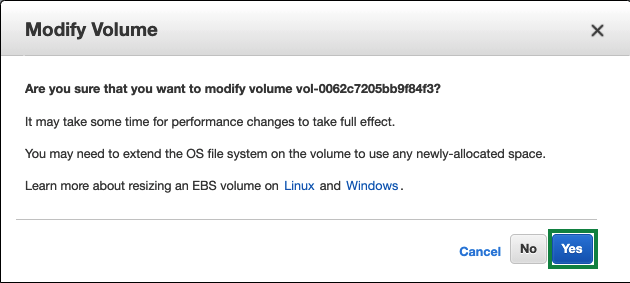 Modify Volume
Are you sure that you want to modify volume vol-0062c7205bb9f84f3?
It may take some time for performance changes to take full effect.
You may need to extend the OS file system on the volume to use any newly-allocated space.
Learn more about resizing an EBS volume on Linux and Windows.
Cancel No Yes